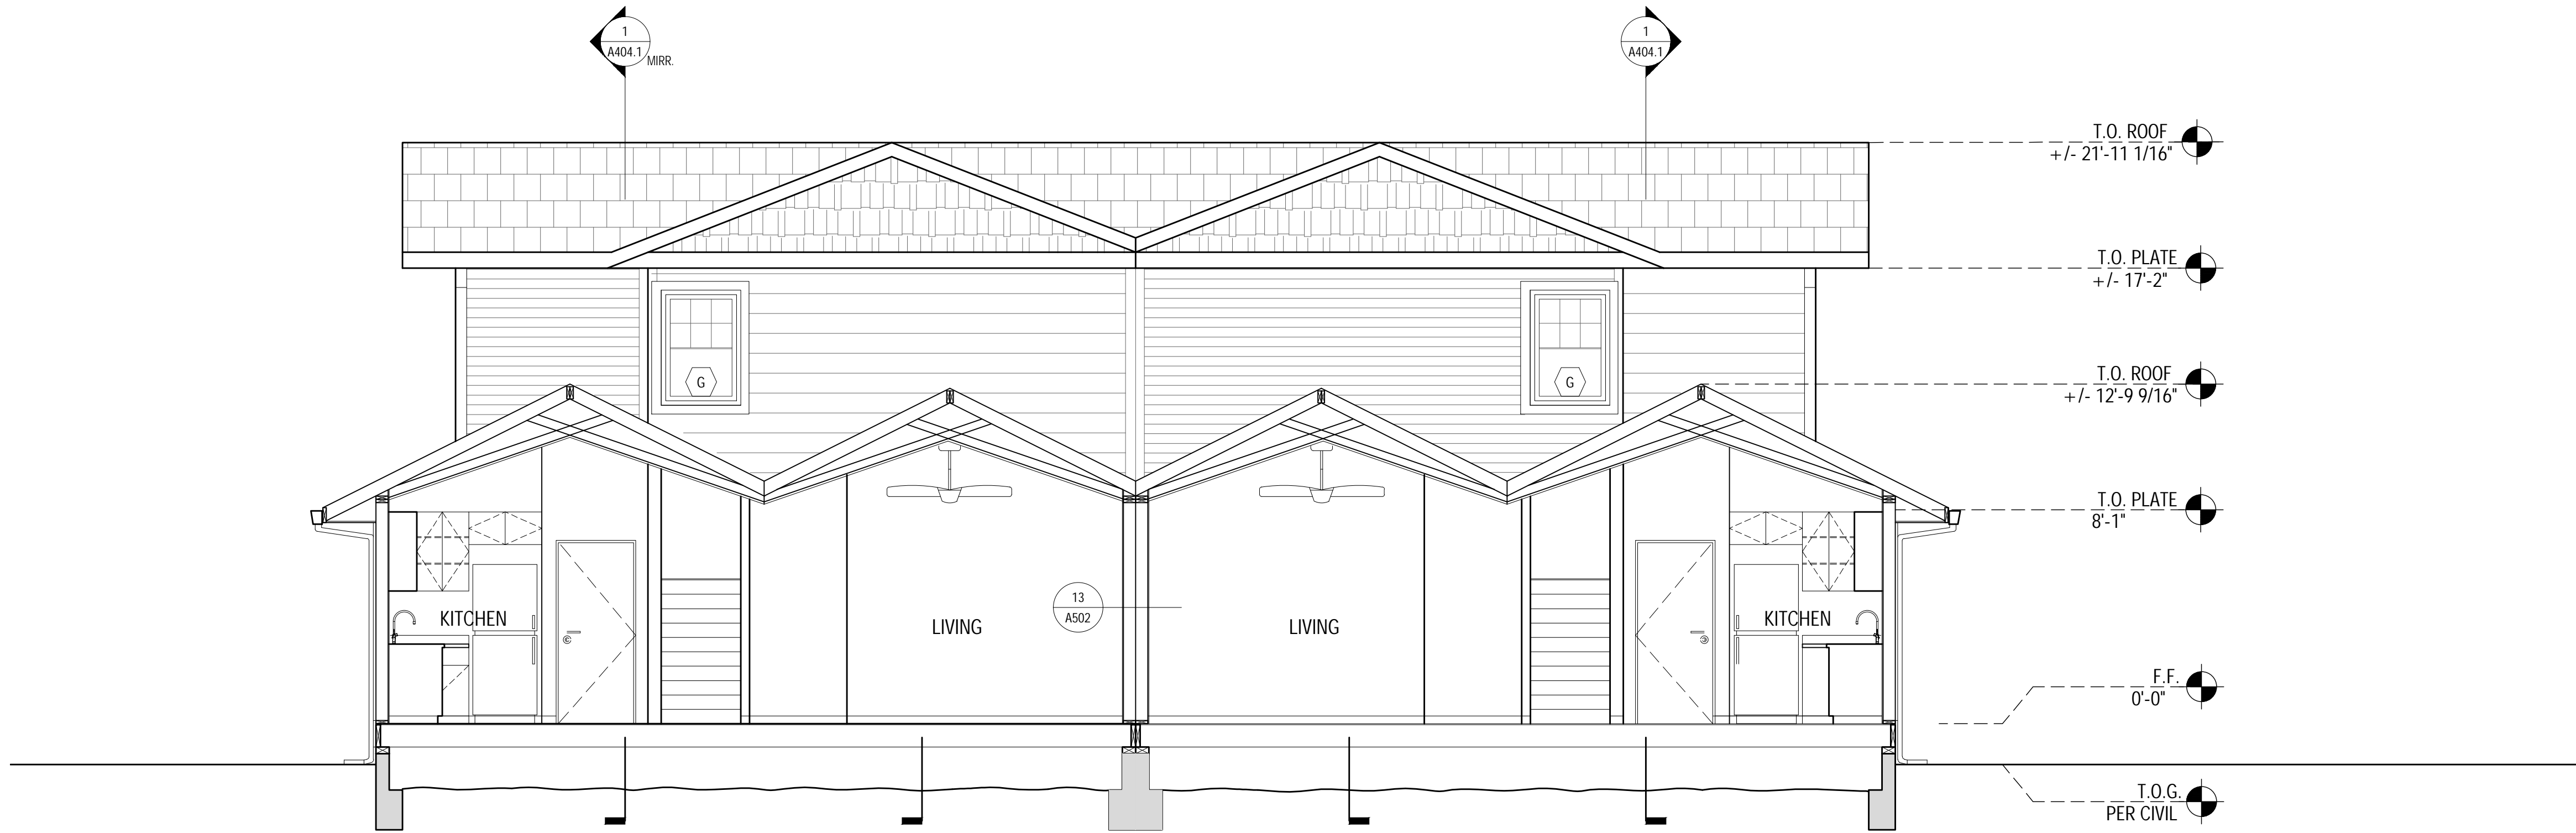 1
A404.1
MIRR.
1
A404.1
T.O. ROOF
+/- 21'-11 1/16"
T.O. PLATE
+/- 17'-2"
T.O. ROOF
+/- 12'-9 9/16"
G
G
T.O. PLATE
8'-1"
13
A502
KITCHEN
LIVING
LIVING
KITCHEN
F.F.
0'-0"
T.O.G.
PER CIVIL